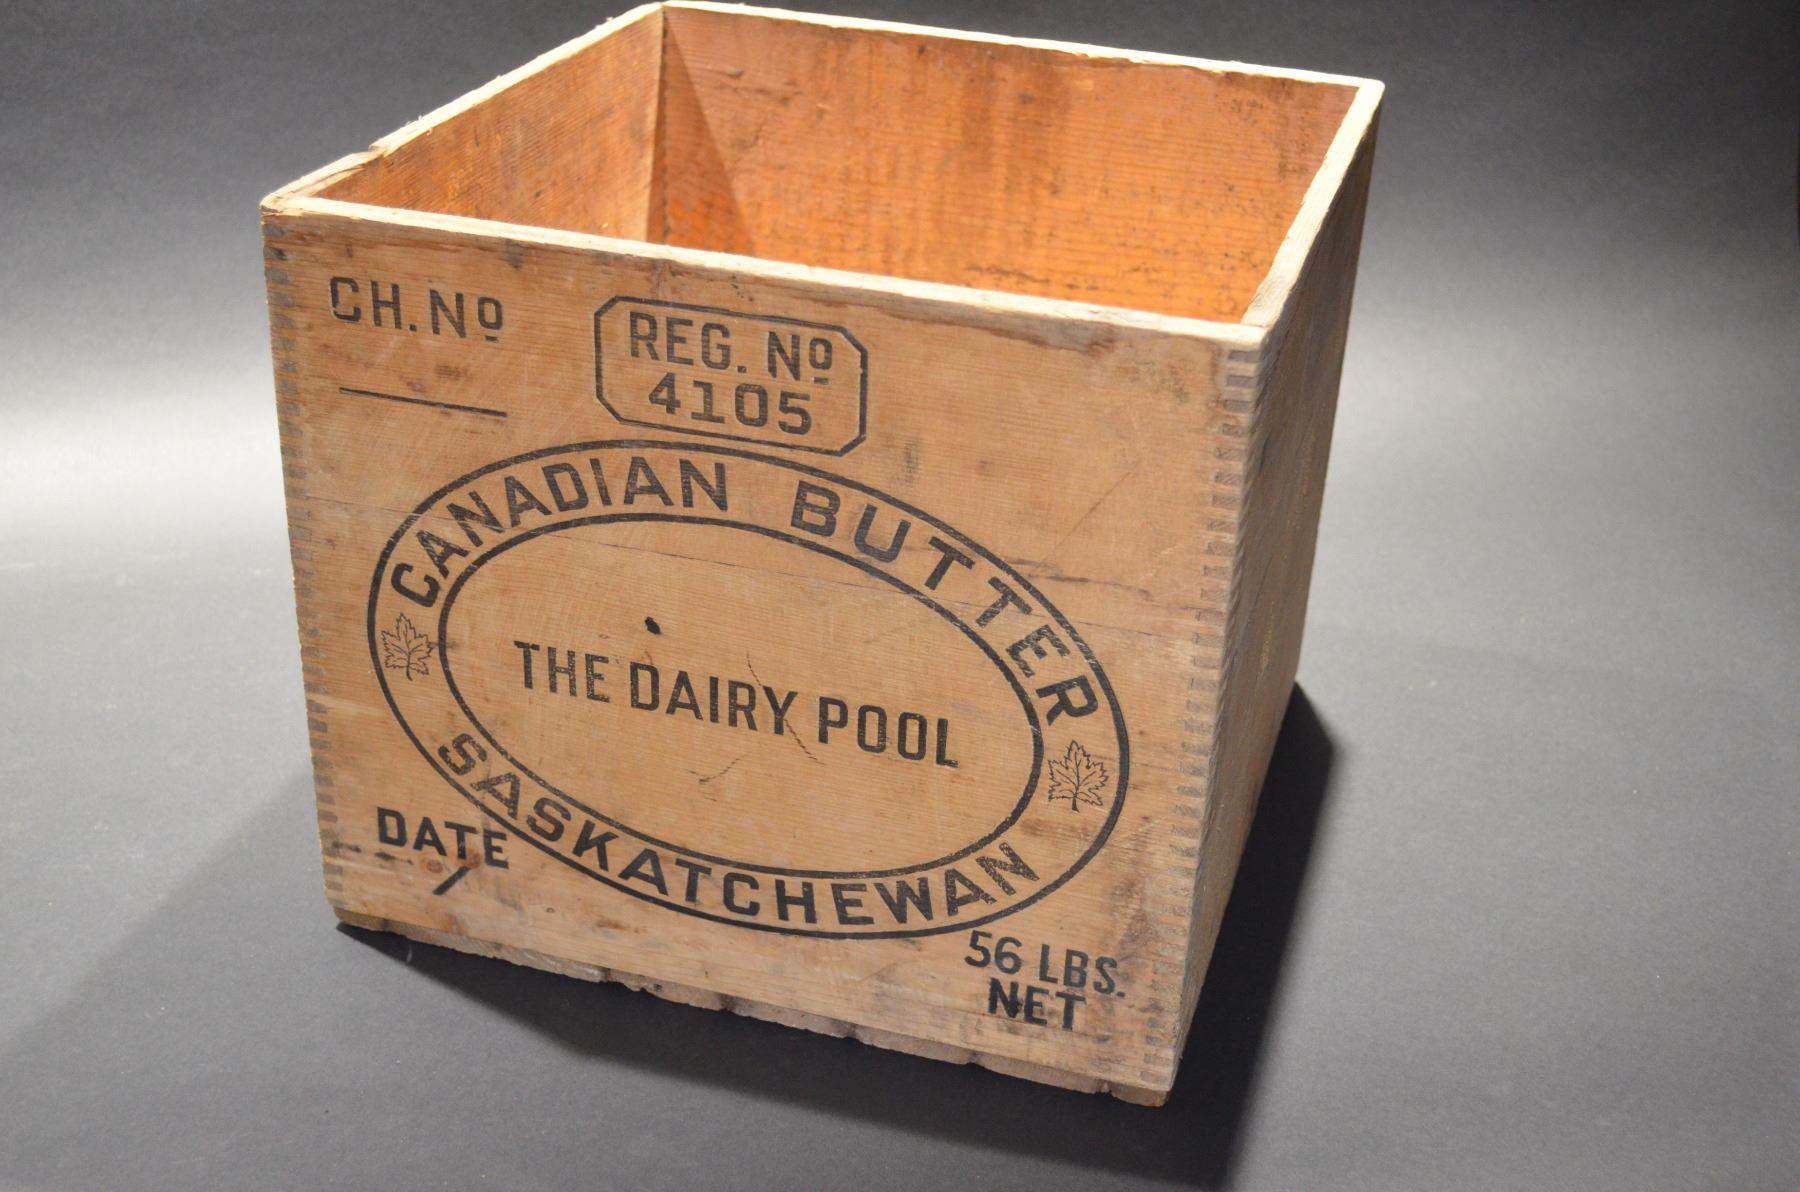 CH. Nº
REG. Nº
4105
CANADIAN BUTTER
THE DAIRY POOL
SASKATCHEWAN
DATE
56 LBS.
NET